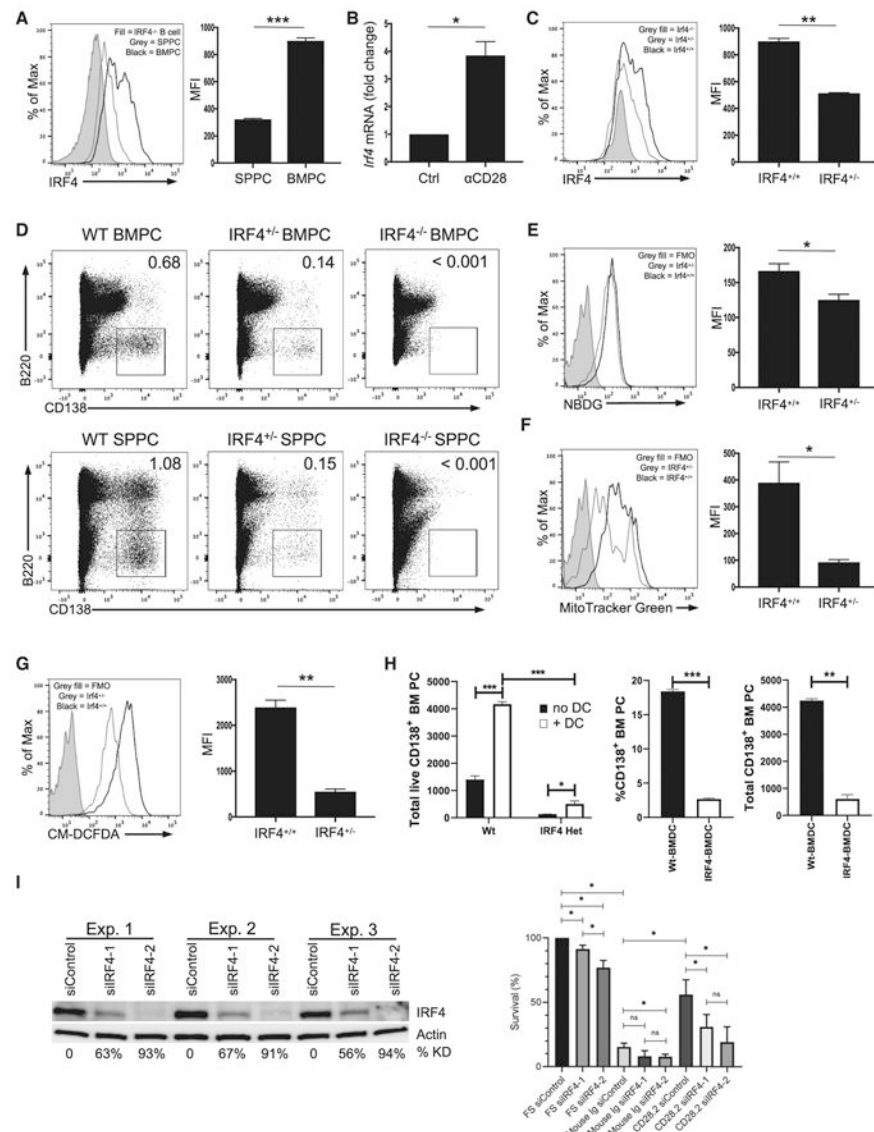 A
Fill = IRF4-/- B cell
Grey = SPPC
Black = BMPC
% of Max
IRF4
***
MFI
SPPC BMPC
B
*
Irf4 mRNA (fold change)
Ctrl αCD28
C
Grey fill = Irf4-/-
Grey = Irf4+/-
Black = Irf4+/+
% of Max
IRF4
**
MFI
IRF4+/+ IRF4+/-
D
WT BMPC IRF4+/- BMPC IRF4-/- BMPC
0.68 0.14 < 0.001
B220
CD138
WT SPPC IRF4+/- SPPC IRF4-/- SPPC
1.08 0.15 < 0.001
B220
CD138
E
Grey fill = FMO
Grey = Irf4+/-
Black = Irf4+/+
% of Max
NBDG
*
MFI
IRF4+/+ IRF4+/-
F
Grey fill = FMO
Grey = IRF4+/-
Black = IRF4+/+
% of Max
MitoTracker Green
*
MFI
IRF4+/+ IRF4+/-
G
Grey fill = FMO
Grey = Irf4+/-
Black = Irf4+/+
% of Max
CM-DCFDA
**
MFI
IRF4+/+ IRF4+/-
H
Total live CD138+ BM PC
*** *** *
no DC
+ DC
Wt IRF4 Het
%CD138+ BM PC
***
Wt-BMDC
IRF4-BMDC
Total CD138+ BM PC
**
Wt-BMDC
IRF4-BMDC
I
Exp. 1 Exp. 2 Exp. 3
siControl siIRF4-1 siIRF4-2 siControl siIRF4-1 siIRF4-2 siControl siIRF4-1 siIRF4-2
IRF4
Actin
0 63% 93% 0 67% 91% 0 56% 94% % KD
Survival (%)
FS siControl
FS siIRF4-1
FS siIRF4-2
Mouse Ig siControl
Mouse Ig siIRF4-1
Mouse Ig siIRF4-2
CD28.2 siControl
CD28.2 siIRF4-1
CD28.2 siIRF4-2